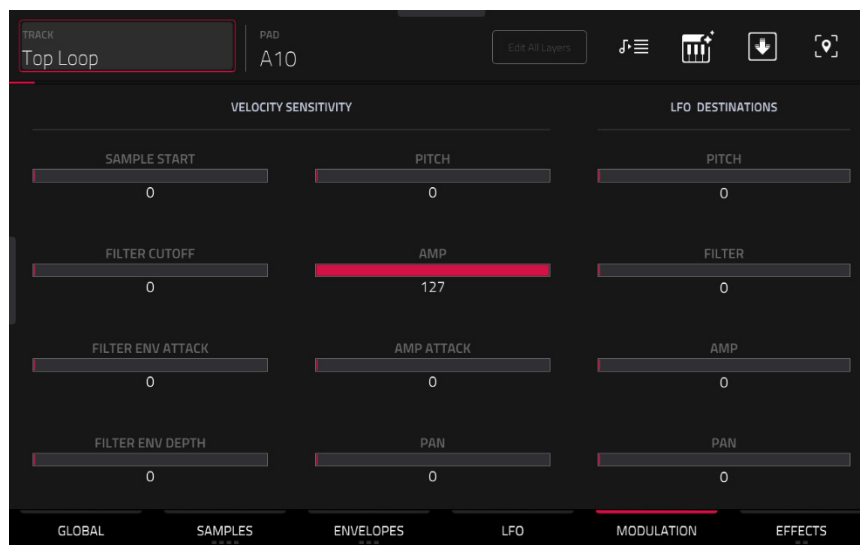 TRACK
Top Loop
PAD
A10
Edit All Layers
VELOCITY SENSITIVITY
LFO DESTINATIONS
SAMPLE START
PITCH
PITCH
0
0
0
FILTER CUTOFF
AMP
FILTER
0
127
0
FILTER ENV ATTACK
AMP ATTACK
AMP
0
0
0
FILTER ENV DEPTH
PAN
PAN
0
0
0
GLOBAL
SAMPLES
ENVELOPES
LFO
MODULATION
EFFECTS